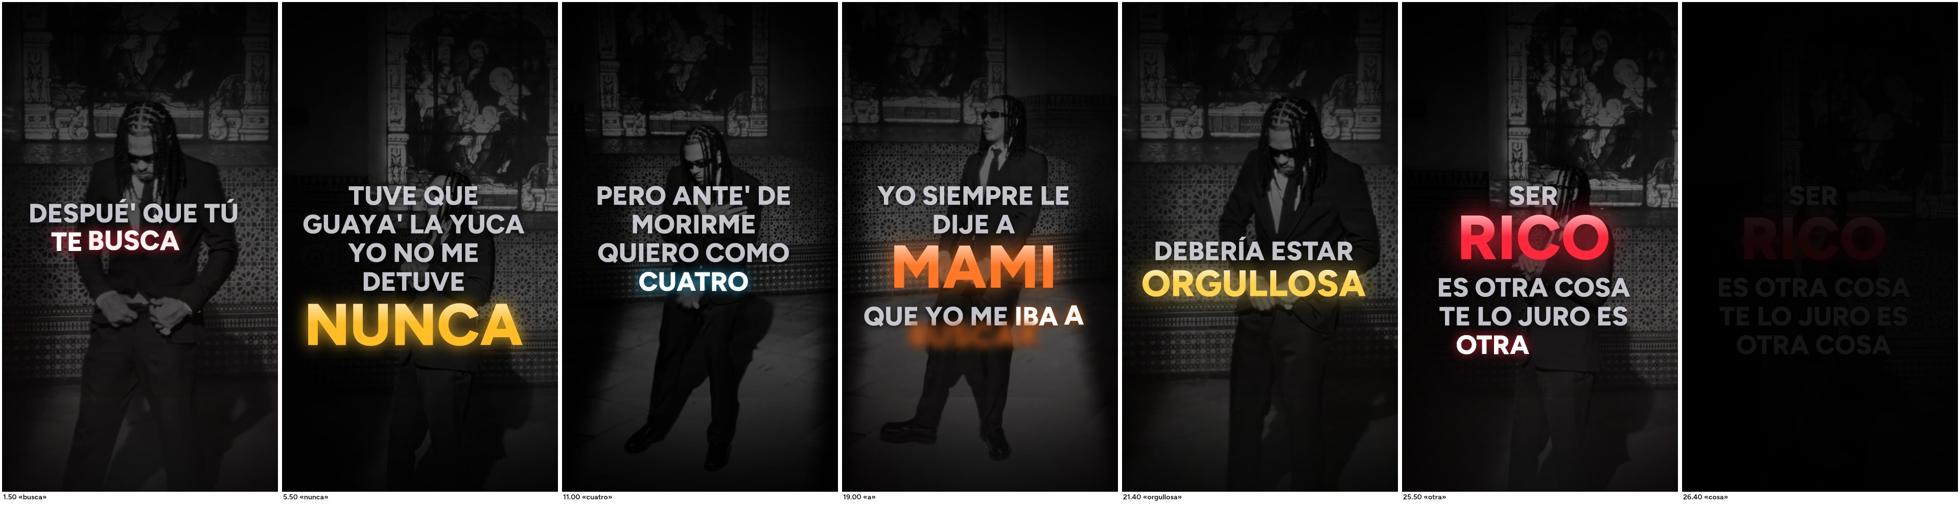 DESPUÉ' QUE TÚ
TE BUSCA
1.50 «busca»
TUVE QUE
GUAYA' LA YUCA
YO NO ME
DETUVE
NUNCA
5.50 «nunca»
PERO ANTE' DE
MORIRME
QUIERO COMO
CUATRO
11.00 «cuatro»
YO SIEMPRE LE
DIJE A
MAMI
QUE YO ME IBA A
BUSCAR
19.00 «a»
DEBERÍA ESTAR
ORGULLOSA
21.40 «orgullosa»
SER
RICO
ES OTRA COSA
TE LO JURO ES
OTRA
25.50 «otra»
SER
RICO
ES OTRA COSA
TE LO JURO ES
OTRA COSA
26.40 «cosa»